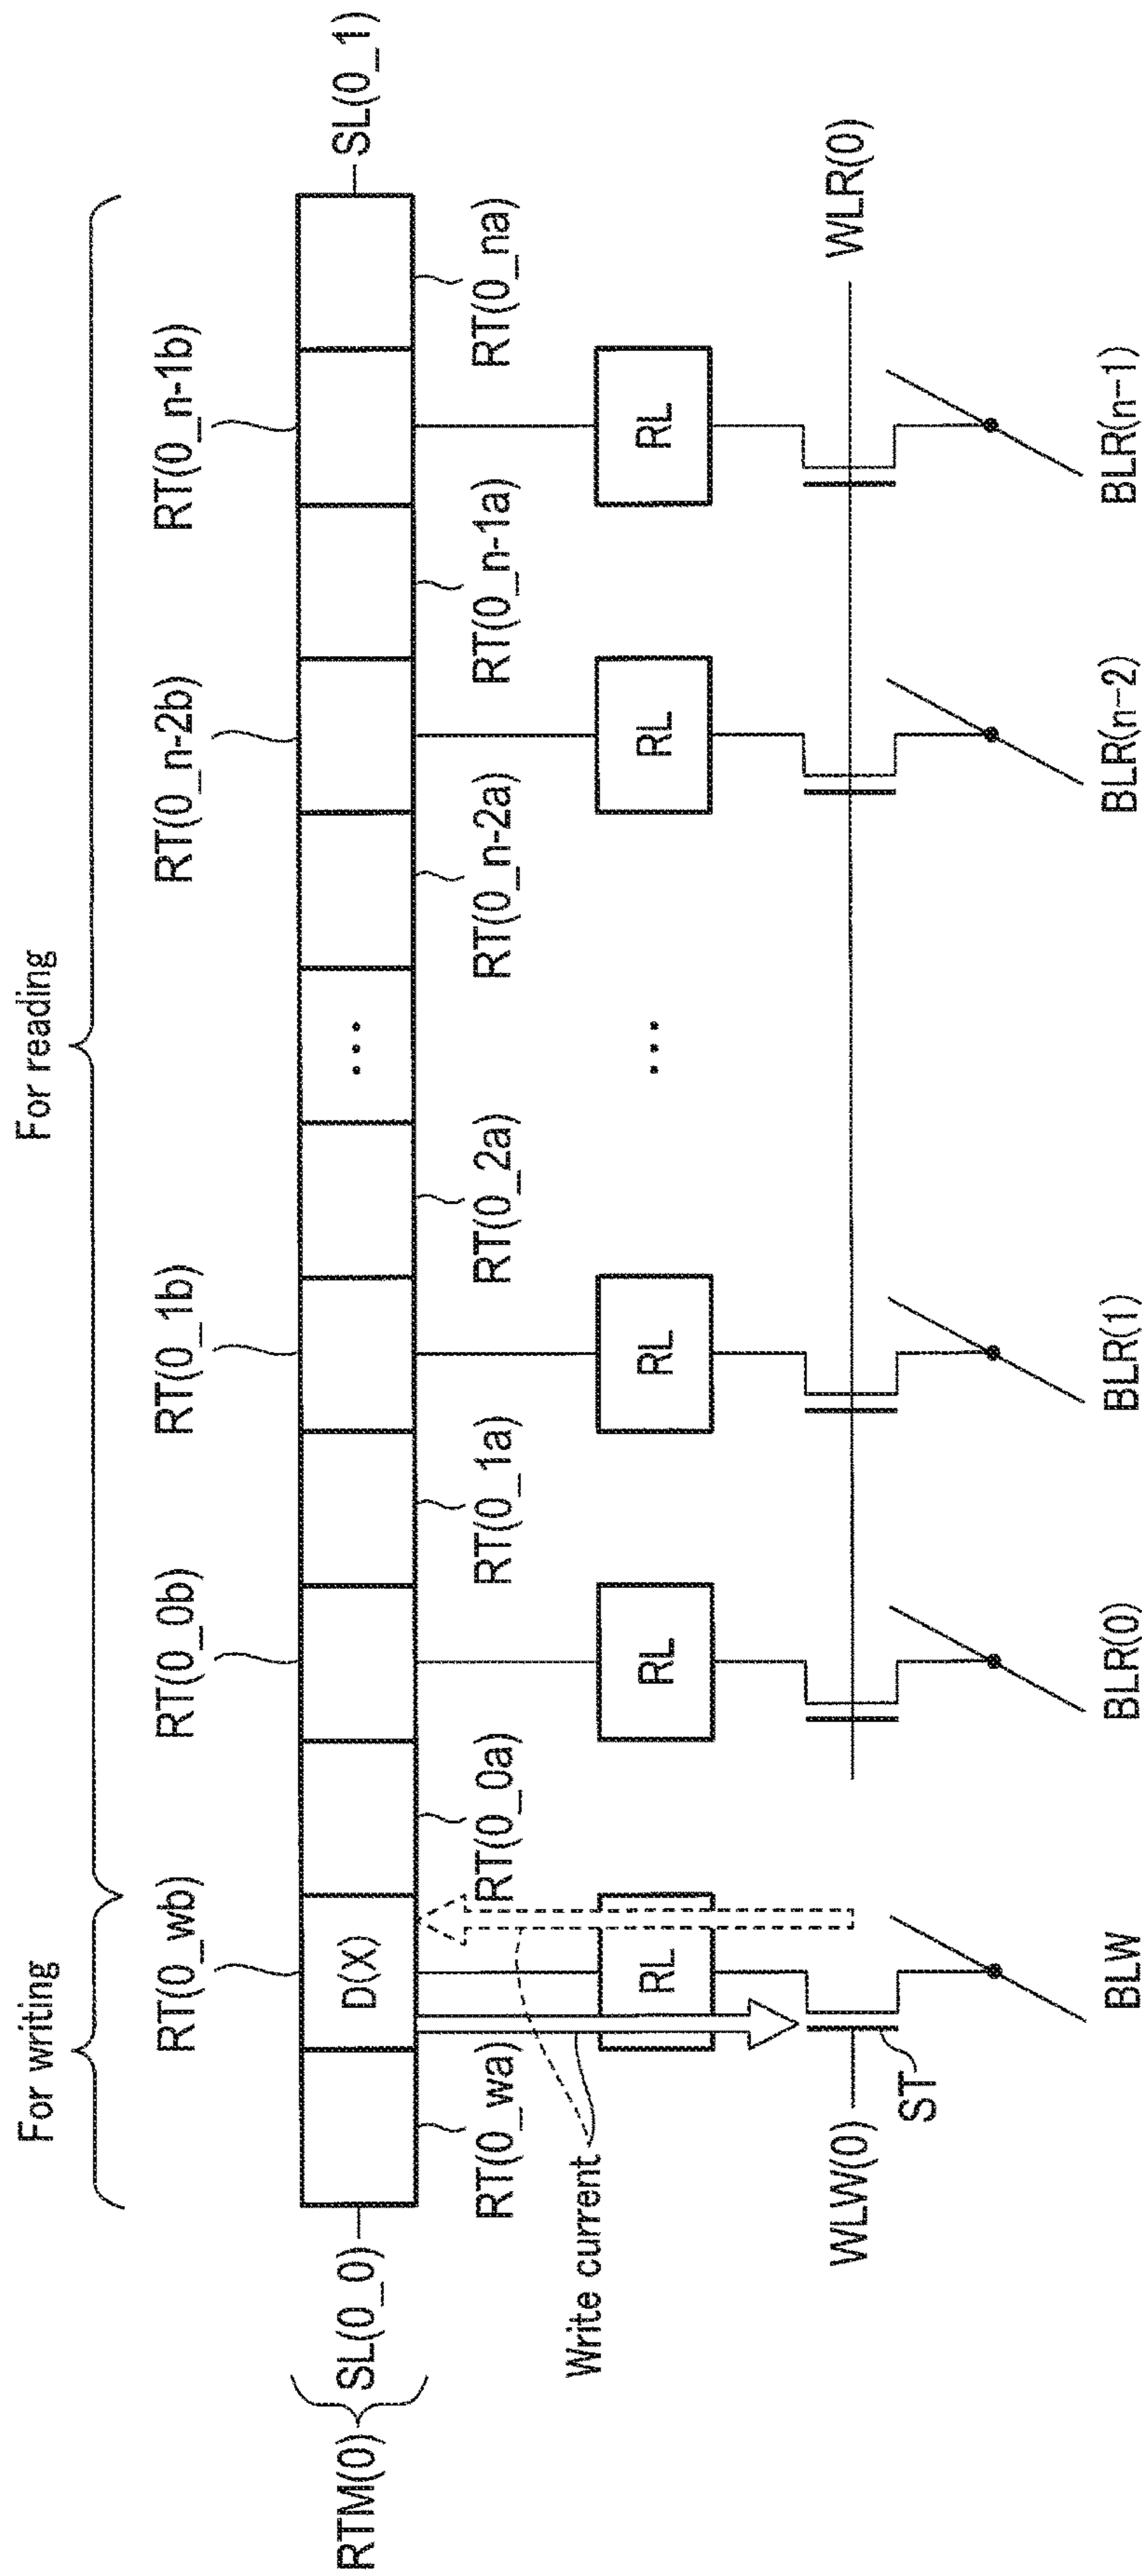 For writing
For reading
RT(0_wb)
RT(0_0b)
RT(0_1b)
RT(0_n-2b)
RT(0_n-1b)
RTM(0)
SL(0_0)
D(X)
...
SL(0_1)
RT(0_wa)
RT(0_0a)
RT(0_1a)
RT(0_2a)
RT(0_n-2a)
RT(0_n-1a)
RT(0_na)
Write current
RL
RL
RL
...
RL
RL
WLW(0)
WLR(0)
ST
BLW
BLR(0)
BLR(1)
BLR(n-2)
BLR(n-1)